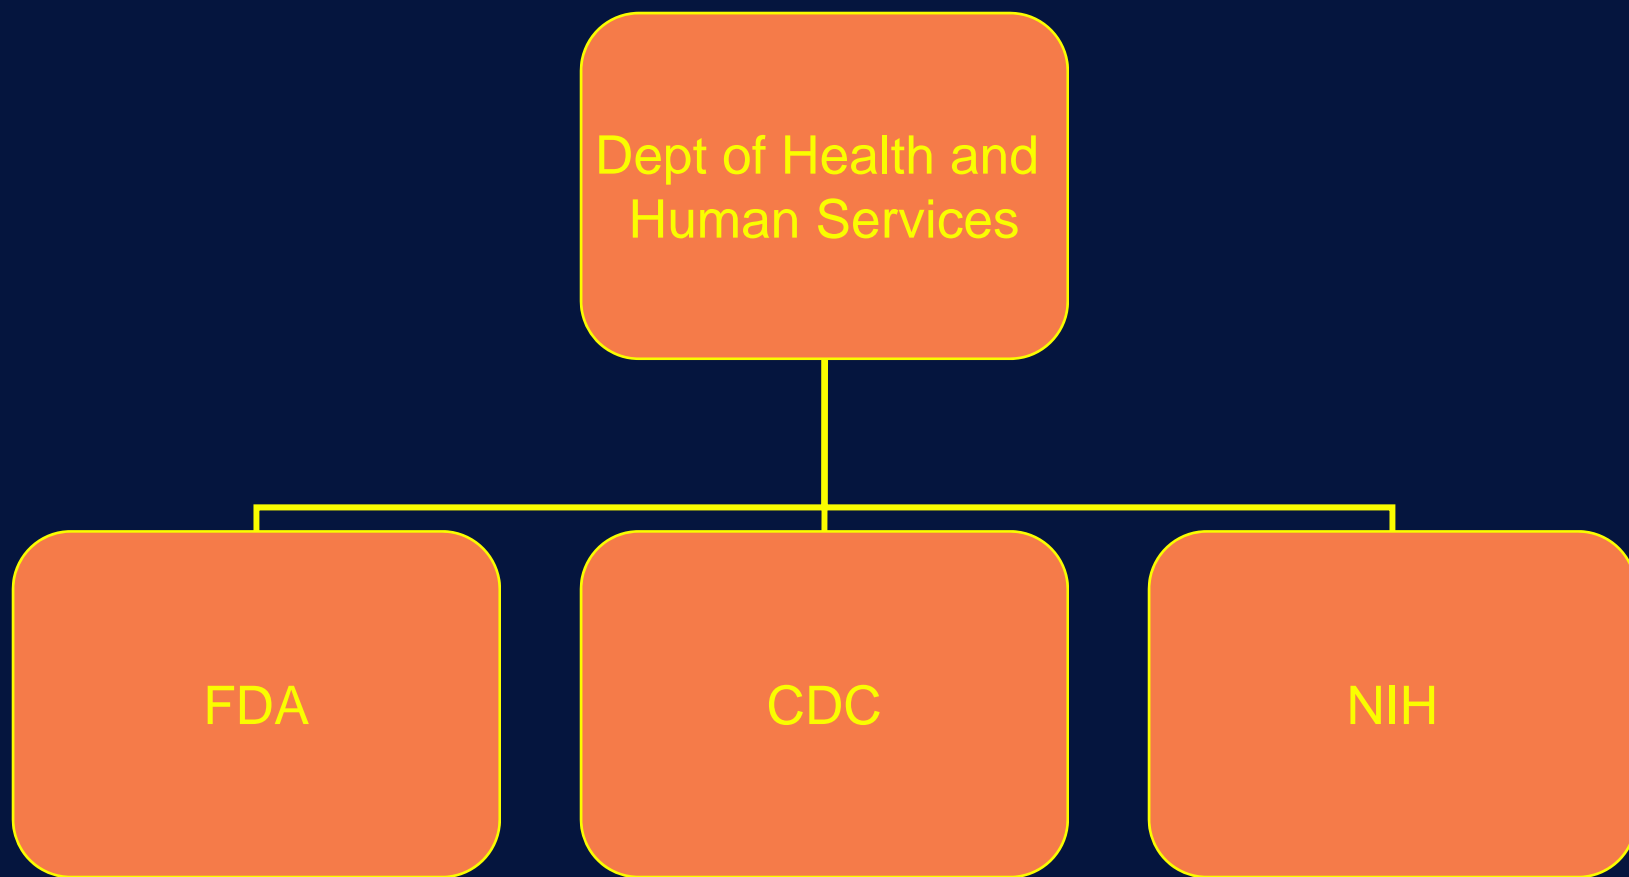 Dept of Health and
Human Services
FDA
CDC
NIH